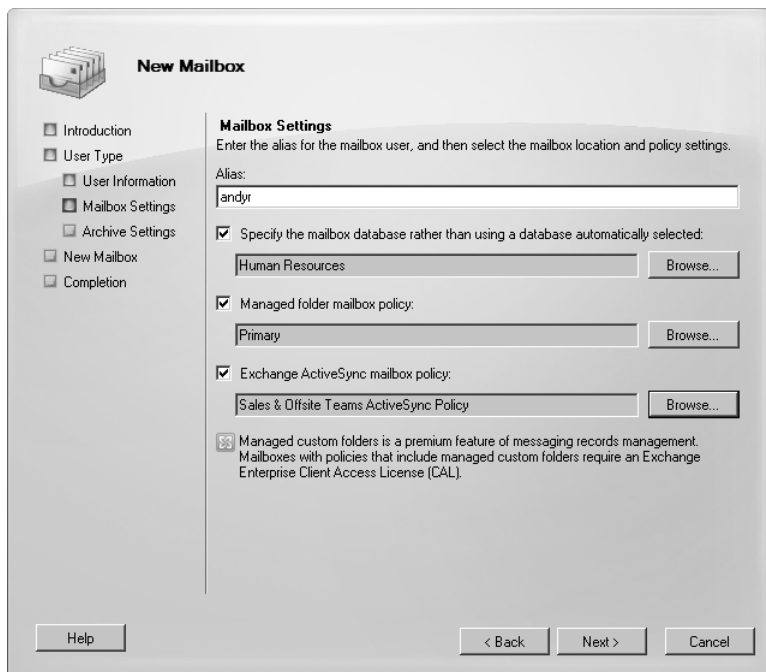 New Mailbox
Introduction
User Type
User Information
Mailbox Settings
Archive Settings
New Mailbox
Completion
Mailbox Settings
Enter the alias for the mailbox user, and then select the mailbox location and policy settings.
Alias:
andyr
Specify the mailbox database rather than using a database automatically selected:
Human Resources
Browse...
Managed folder mailbox policy:
Primary
Browse...
Exchange ActiveSync mailbox policy:
Sales & Offsite Teams ActiveSync Policy
Browse...
Managed custom folders is a premium feature of messaging records management.
Mailboxes with policies that include managed custom folders require an Exchange
Enterprise Client Access License (CAL).
Help
< Back
Next >
Cancel